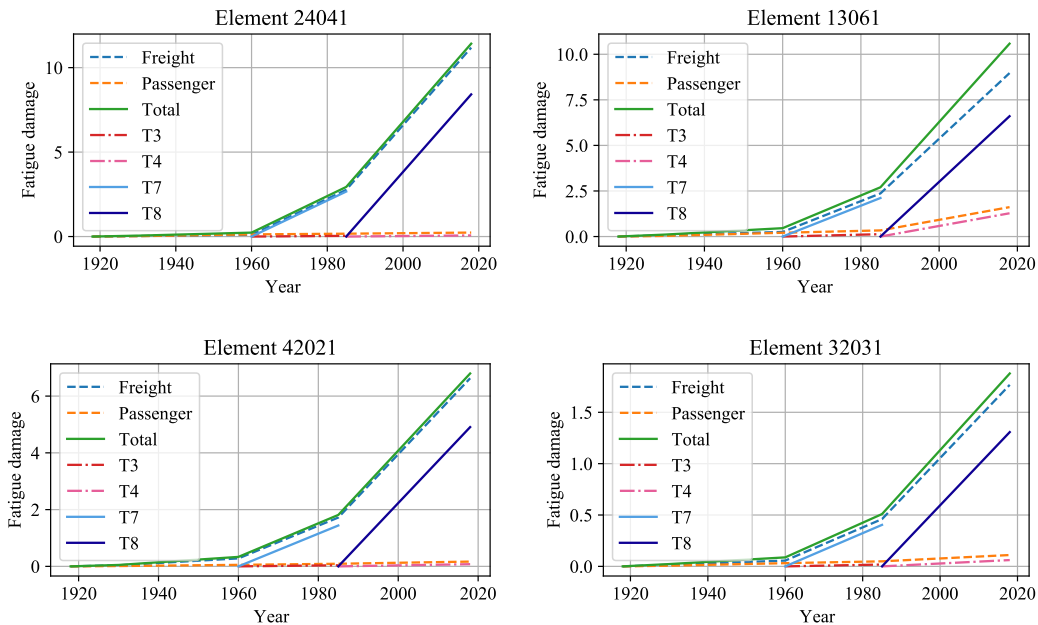 Element 24041
Fatigue damage
10
5
0
Freight
Passenger
Total
T3
T4
T7
T8
1920 1940 1960 1980 2000 2020
Year
Element 13061
Fatigue damage
10.0
7.5
5.0
2.5
0.0
Freight
Passenger
Total
T3
T4
T7
T8
1920 1940 1960 1980 2000 2020
Year
Element 42021
Fatigue damage
6
4
2
0
Freight
Passenger
Total
T3
T4
T7
T8
1920 1940 1960 1980 2000 2020
Year
Element 32031
Fatigue damage
1.5
1.0
0.5
0.0
Freight
Passenger
Total
T3
T4
T7
T8
1920 1940 1960 1980 2000 2020
Year